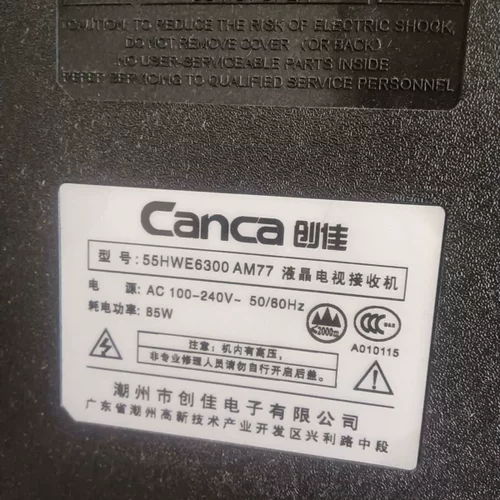 CAUTION: TO REDUCE THE RISK OF ELECTRIC SHOCK,
DO NOT REMOVE COVER (OR BACK)
NO USER-SERVICEABLE PARTS INSIDE
REFER SERVICING TO QUALIFIED SERVICE PERSONNEL
Canca 创佳
型号:55HWE6300 AM77 液晶电视接收机
电 源: AC 100-240V~ 50/60Hz
耗电功率: 85W
≤2000m
CCC
A010115
注意:机内有高压,
非专业修理人员请勿自行开启后盖。
潮州市创佳电子有限公司
广东省潮州高新技术产业开发区兴利路中段